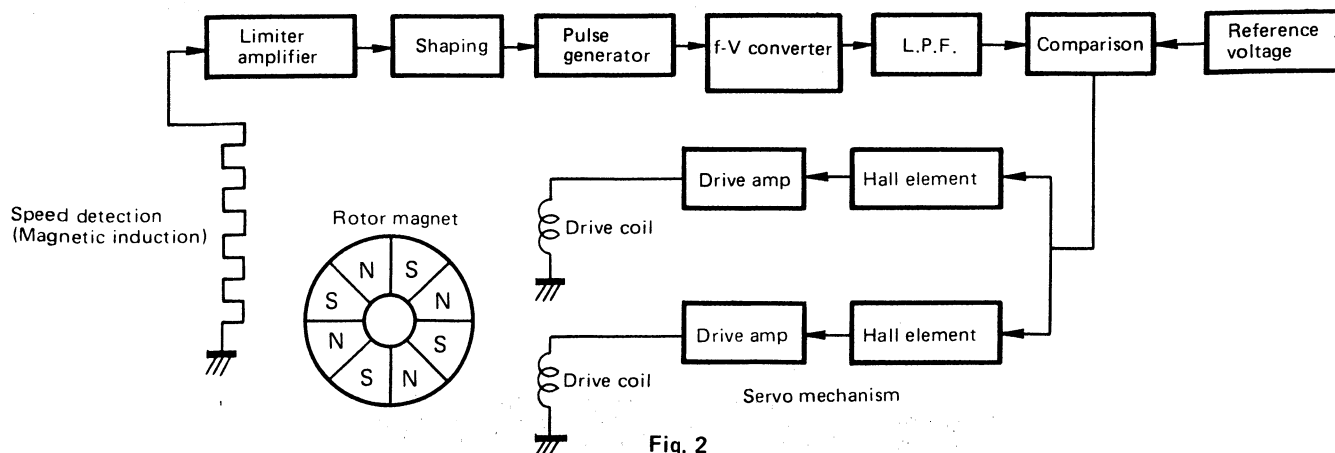 Limiter
amplifier
Shaping
Pulse
generator
f-V converter
L.P.F.
Comparison
Reference
voltage
Speed detection
(Magnetic induction)
Rotor magnet
N
S
S
N
N
S
S
N
Drive coil
Drive amp
Hall element
Drive coil
Drive amp
Hall element
Servo mechanism
Fig. 2